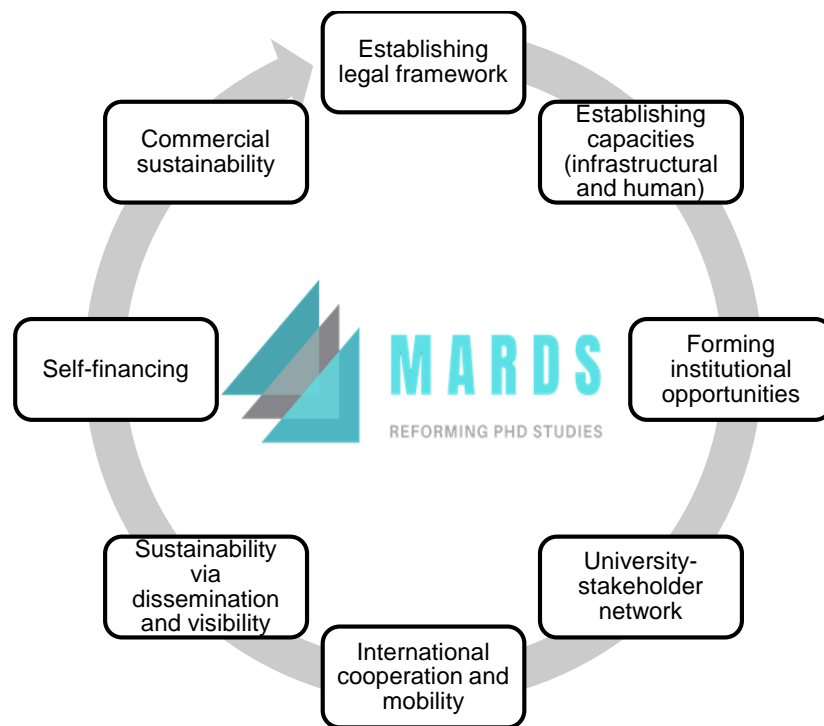 Establishing
legal framework
Establishing
capacities
(infrastructural
and human)
Forming
institutional
opportunities
University-
stakeholder
network
International
cooperation and
mobility
Sustainability
via
dissemination
and visibility
Self-financing
Commercial
sustainability
MARDS
REFORMING PHD STUDIES